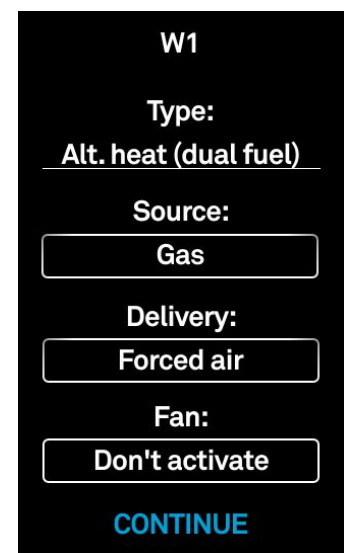 W1
Type:
Alt. heat (dual fuel)
Source:
Gas
Delivery:
Forced air
Fan:
Don't activate
CONTINUE